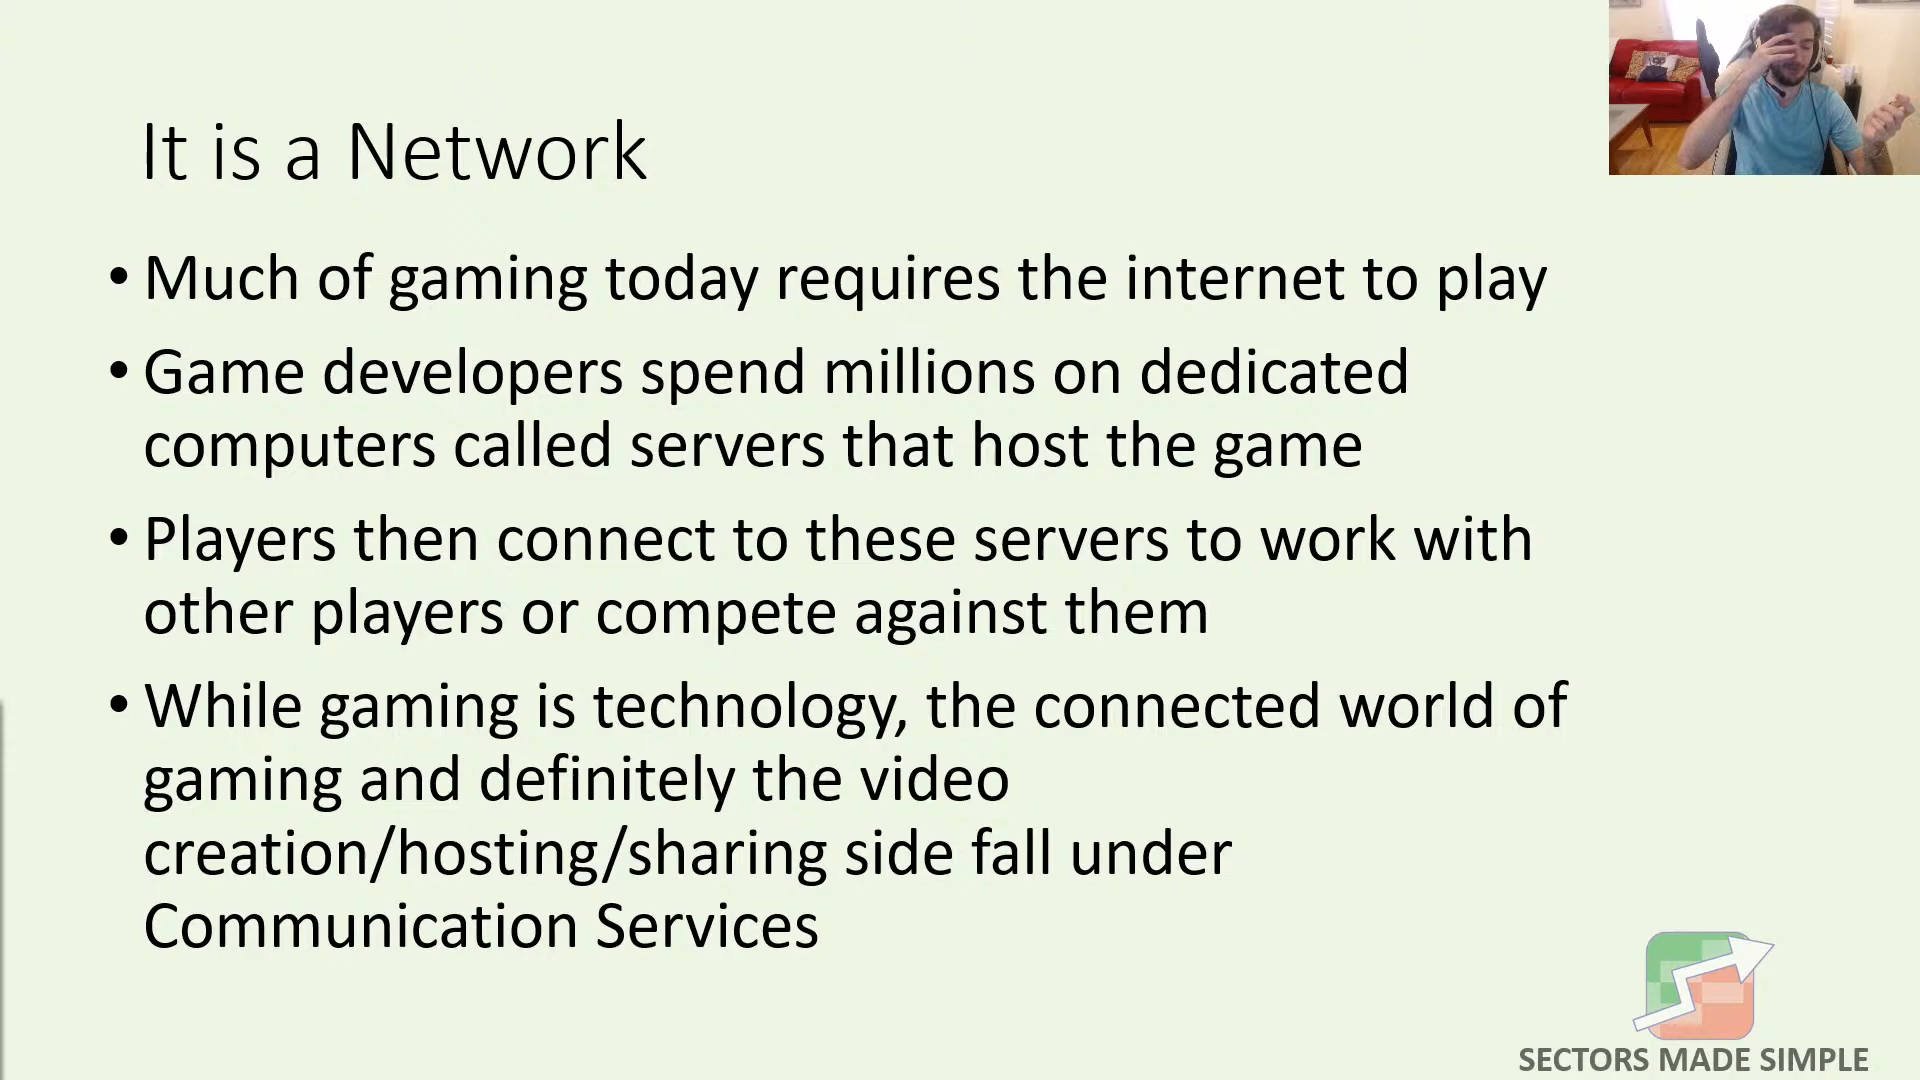 It is a Network
• Much of gaming today requires the internet to play
• Game developers spend millions on dedicated
computers called servers that host the game
• Players then connect to these servers to work with
other players or compete against them
• While gaming is technology, the connected world of
gaming and definitely the video
creation/hosting/sharing side fall under
Communication Services
SECTORS MADE SIMPLE